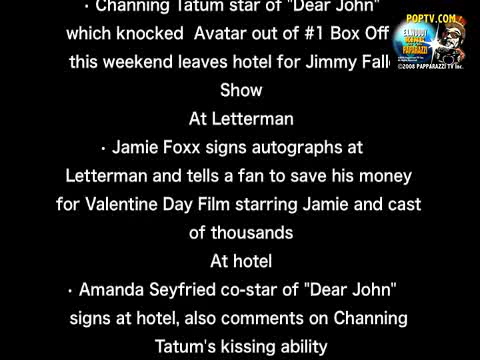 · Channing Tatum star of "Dear John"
which knocked Avatar out of #1 Box Off
this weekend leaves hotel for Jimmy Fall
Show
At Letterman
· Jamie Foxx signs autographs at
Letterman and tells a fan to save his money
for Valentine Day Film starring Jamie and cast
of thousands
At hotel
· Amanda Seyfried co-star of "Dear John"
signs at hotel, also comments on Channing
Tatum's kissing ability
POPTV.COM
KING
PAPARAZZI
©2008 PAPPARAZZI TV Inc.